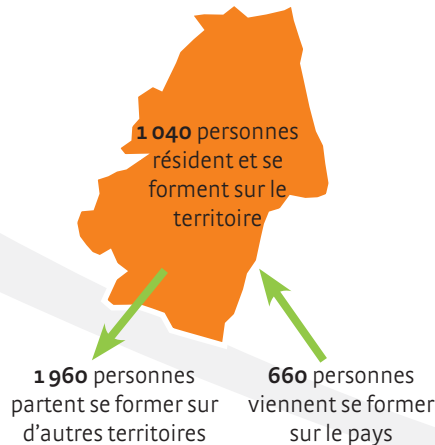 1 040 personnes
résident et se
forment sur le
territoire
1 960 personnes
partent se former sur
d'autres territoires
660 personnes
viennent se former
sur le pays